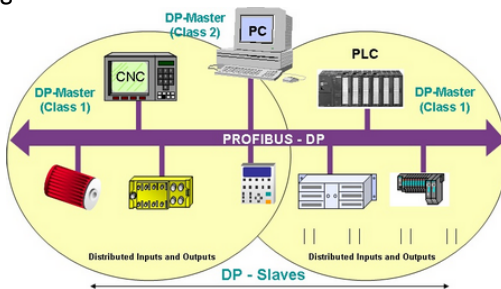 DP-Master
(Class 2)
PC
PLC
CNC
DP-Master
(Class 1)
DP-Master
(Class 1)
PROFIBUS - DP
Distributed Inputs and Outputs
Distributed Inputs and Outputs
DP - Slaves